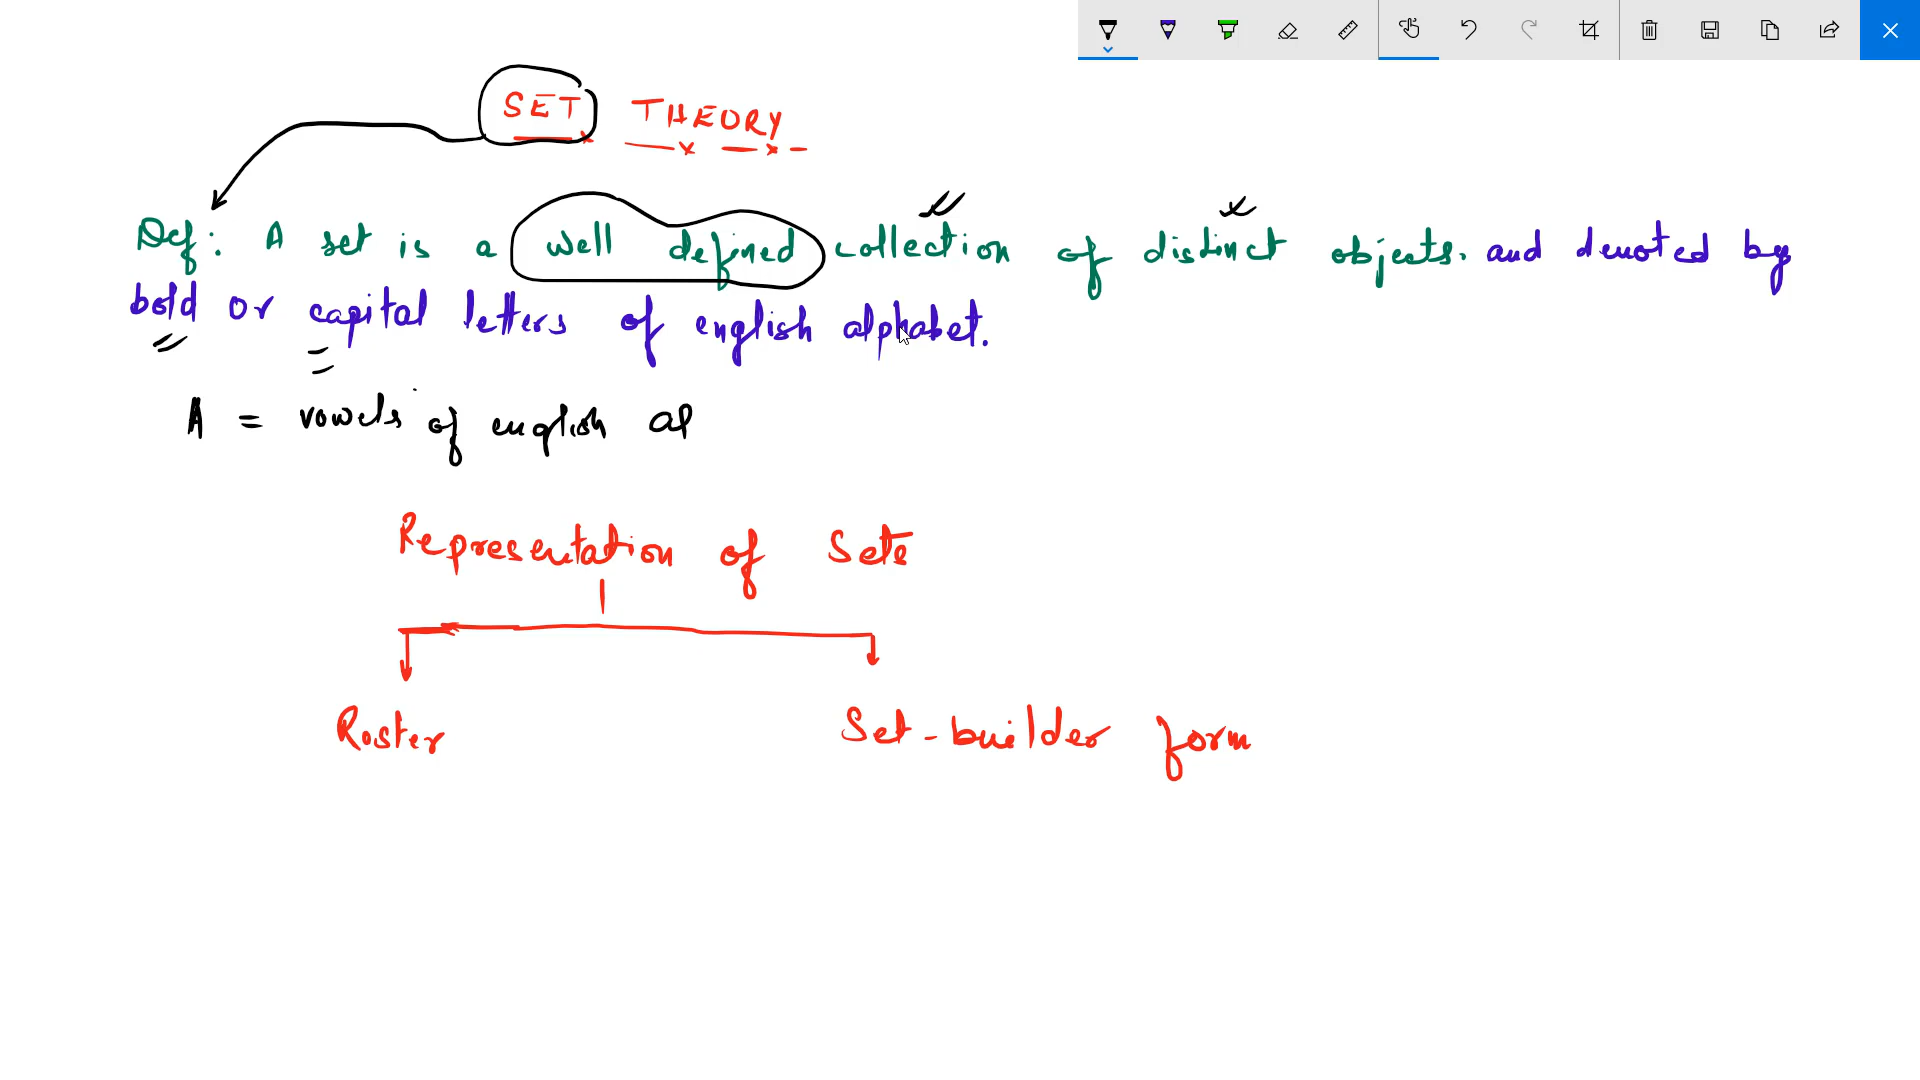 SET THEORY
Def: A set is a well defined collection of distinct objects. and denoted by
bold or capital letters of english alphabet.
A = vowels of english al
Representation of Sets
Roster Set-builder form